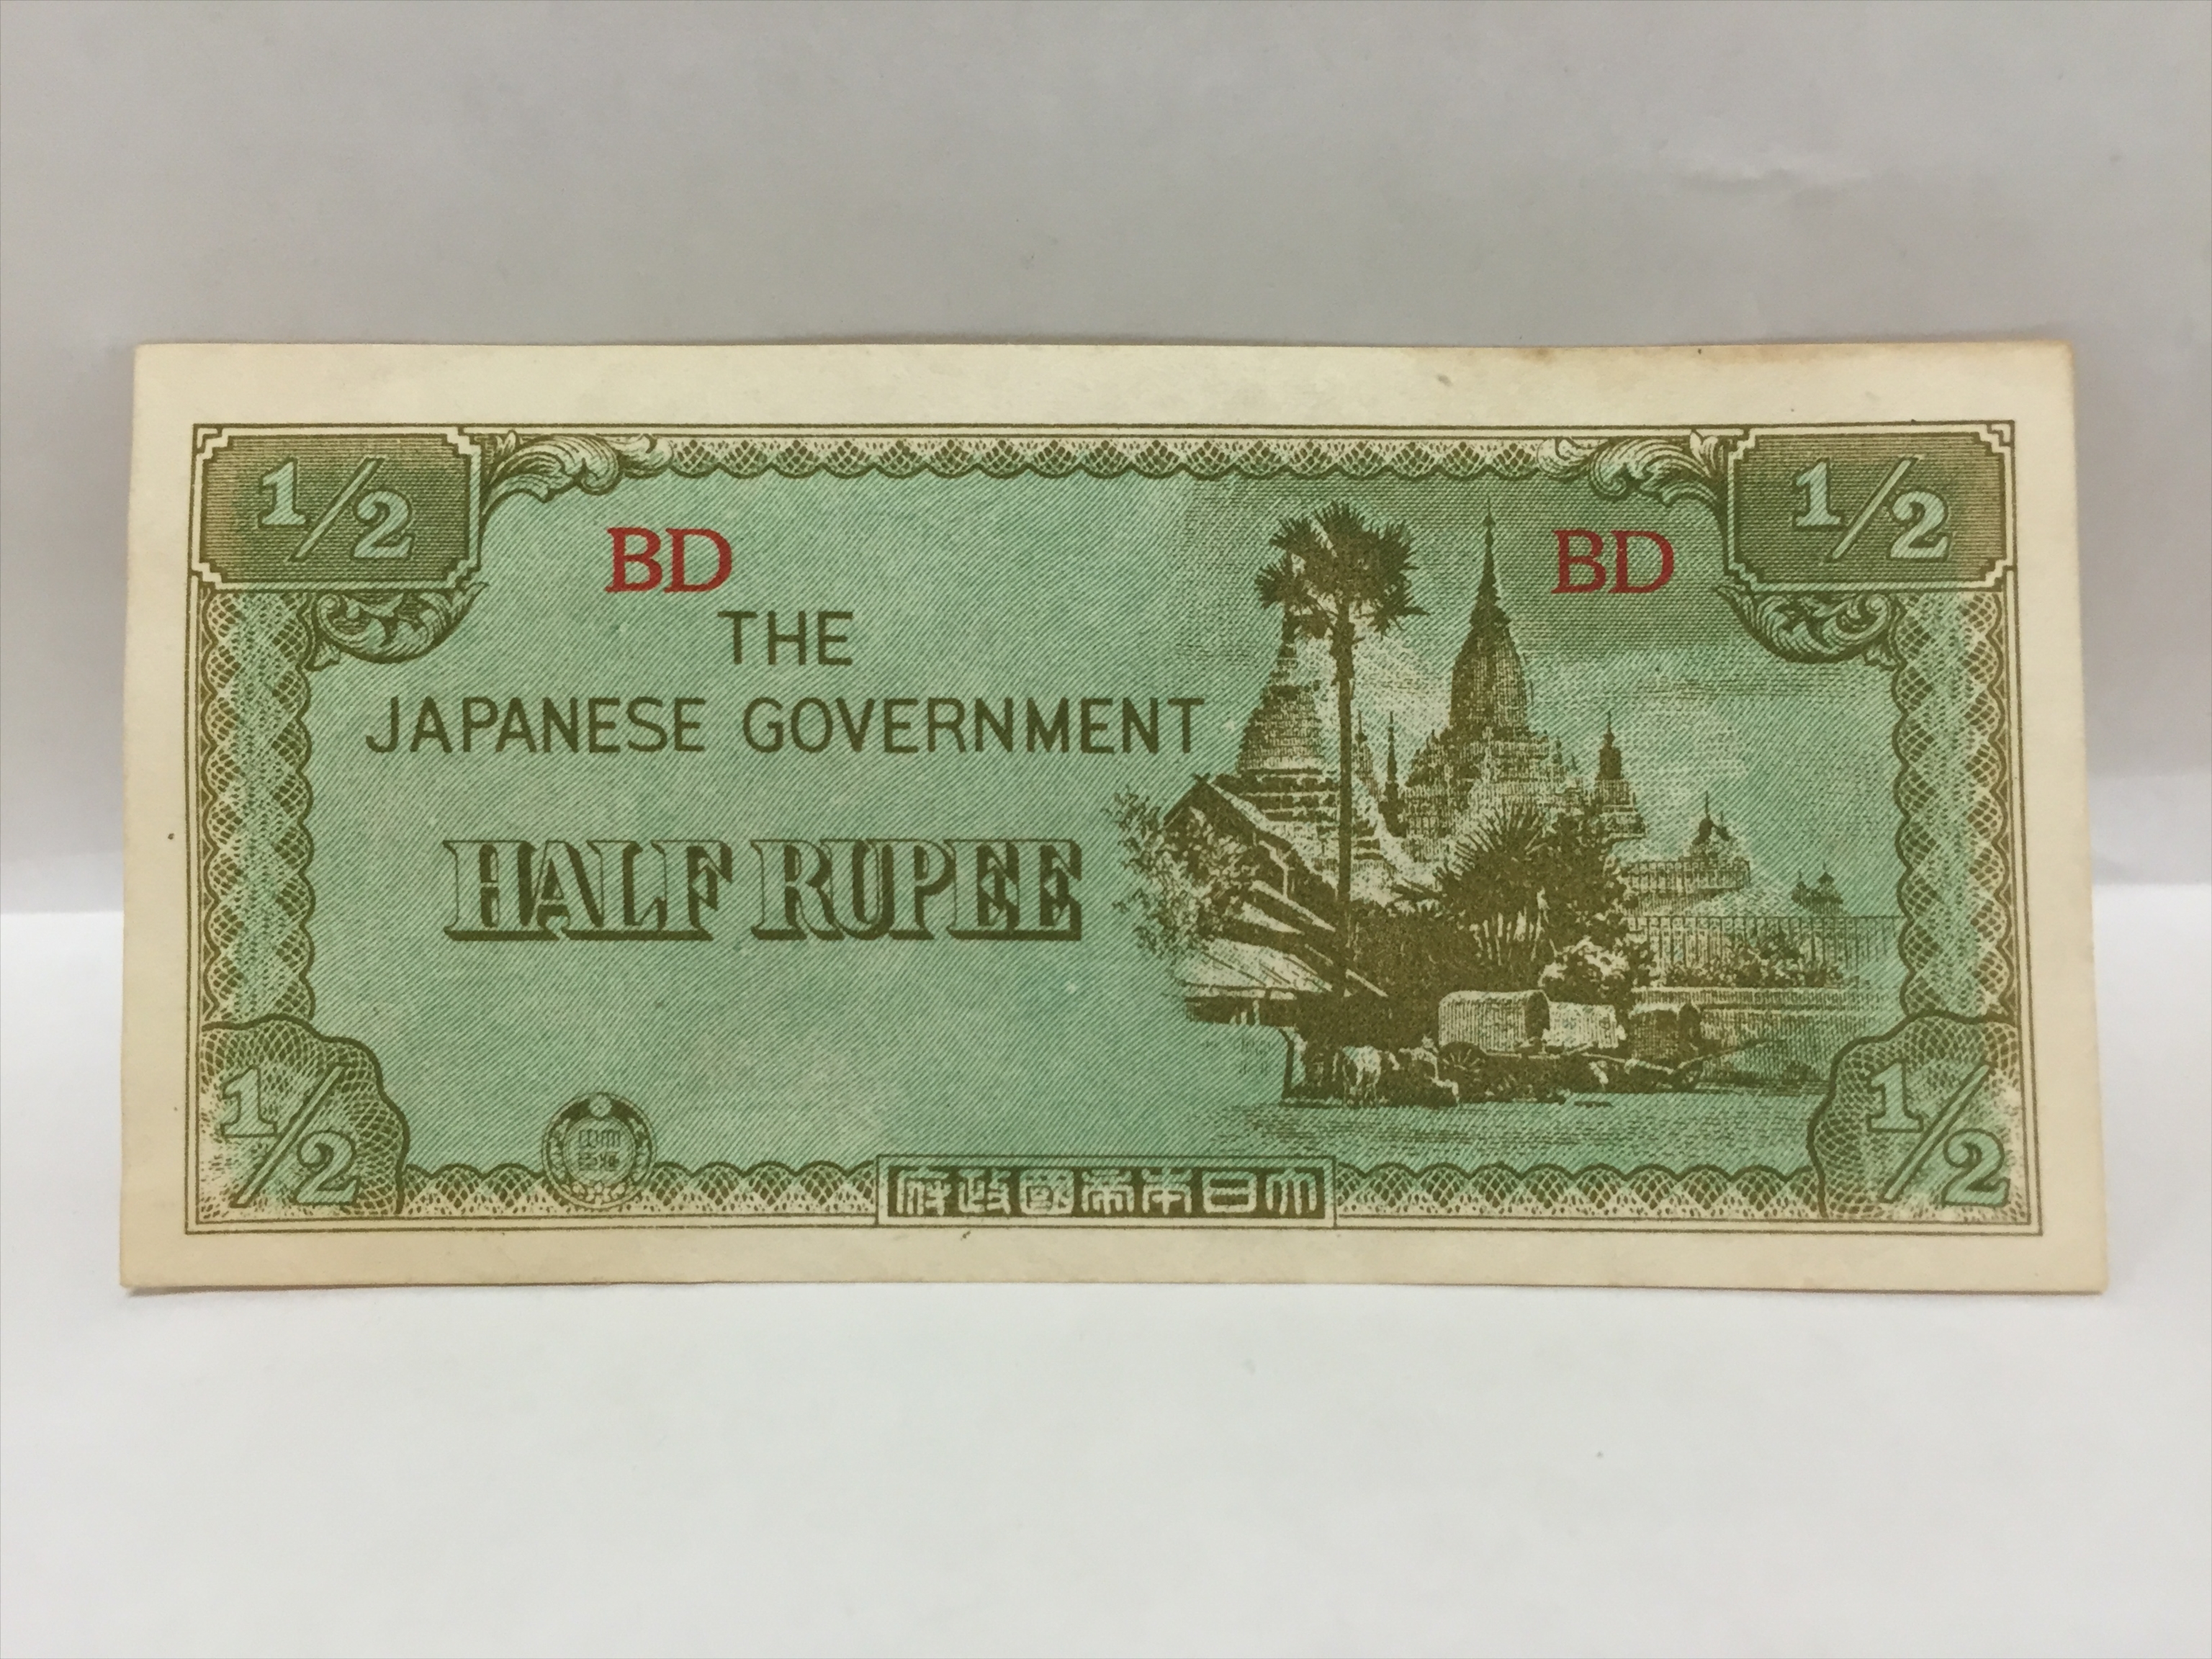 1/2
1/2
BD
BD
THE
JAPANESE GOVERNMENT
HALF RUPEE
1/2
大日本帝國政府
1/2